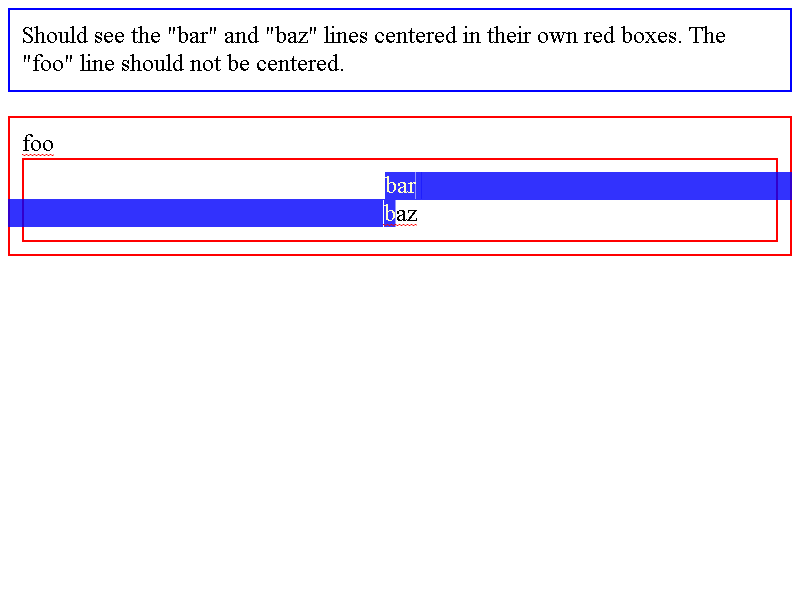 Should see the "bar" and "baz" lines centered in their own red boxes. The
"foo" line should not be centered.
foo
bar
baz